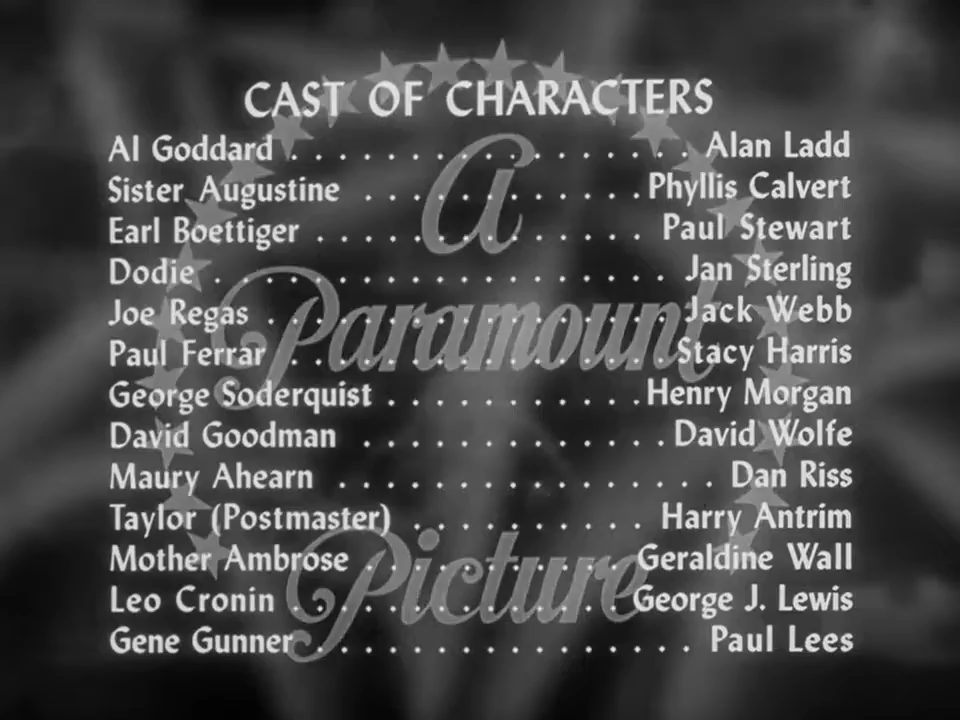 CAST OF CHARACTERS
Al Goddard . . . . . . . . . . . . . . . . . Alan Ladd
Sister Augustine . . . . . . . . . . . . Phyllis Calvert
Earl Boettiger . . . . . . . . . . . . . . Paul Stewart
Dodie . . . . . . . . . . . . . . . . . . . Jan Sterling
Joe Regas . . . . . . . . . . . . . . . . . Jack Webb
Paul Ferrar . . . . . . . . . . . . . . . . Stacy Harris
George Soderquist . . . . . . . . . . . Henry Morgan
David Goodman . . . . . . . . . . . . . David Wolfe
Maury Ahearn . . . . . . . . . . . . . . . . Dan Riss
Taylor (Postmaster) . . . . . . . . . . Harry Antrim
Mother Ambrose . . . . . . . . . . . Geraldine Wall
Leo Cronin . . . . . . . . . . . . . . George J. Lewis
Gene Gunner . . . . . . . . . . . . . . . . Paul Lees
A
Paramount
Picture